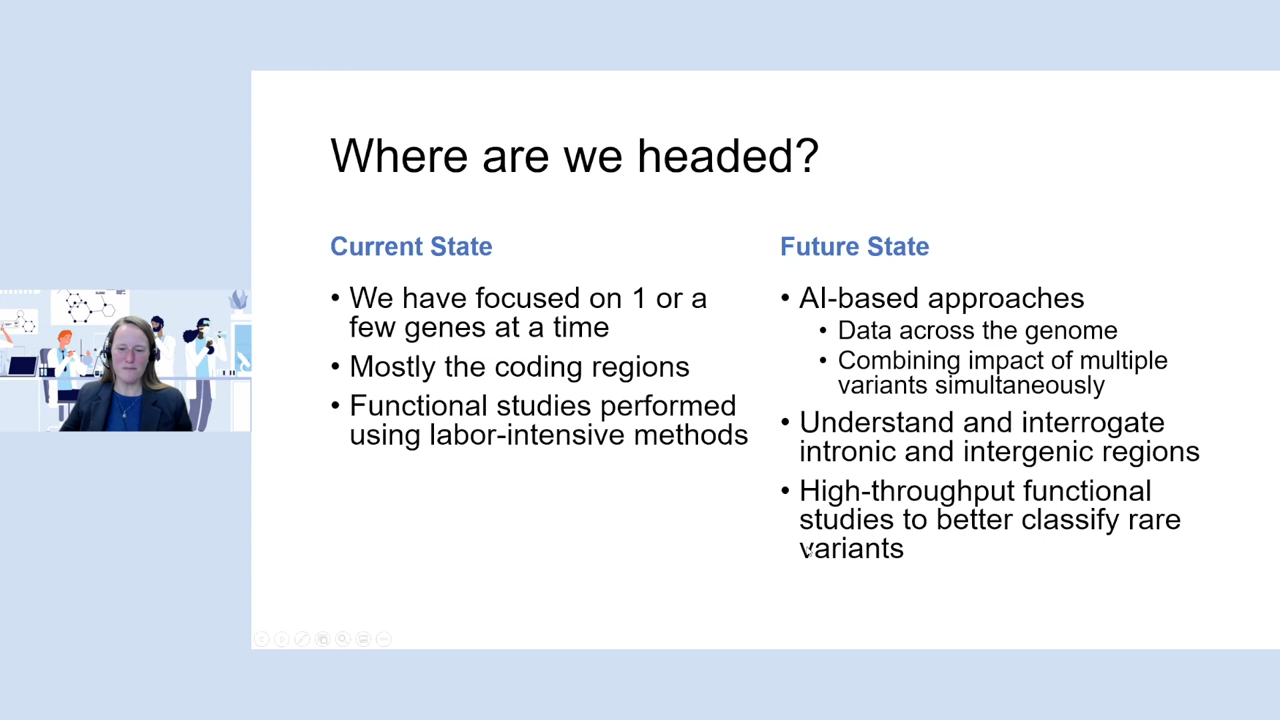 Where are we headed?
Current State
• We have focused on 1 or a
few genes at a time
• Mostly the coding regions
• Functional studies performed
using labor-intensive methods
Future State
• AI-based approaches
• Data across the genome
• Combining impact of multiple
variants simultaneously
• Understand and interrogate
intronic and intergenic regions
• High-throughput functional
studies to better classify rare
variants